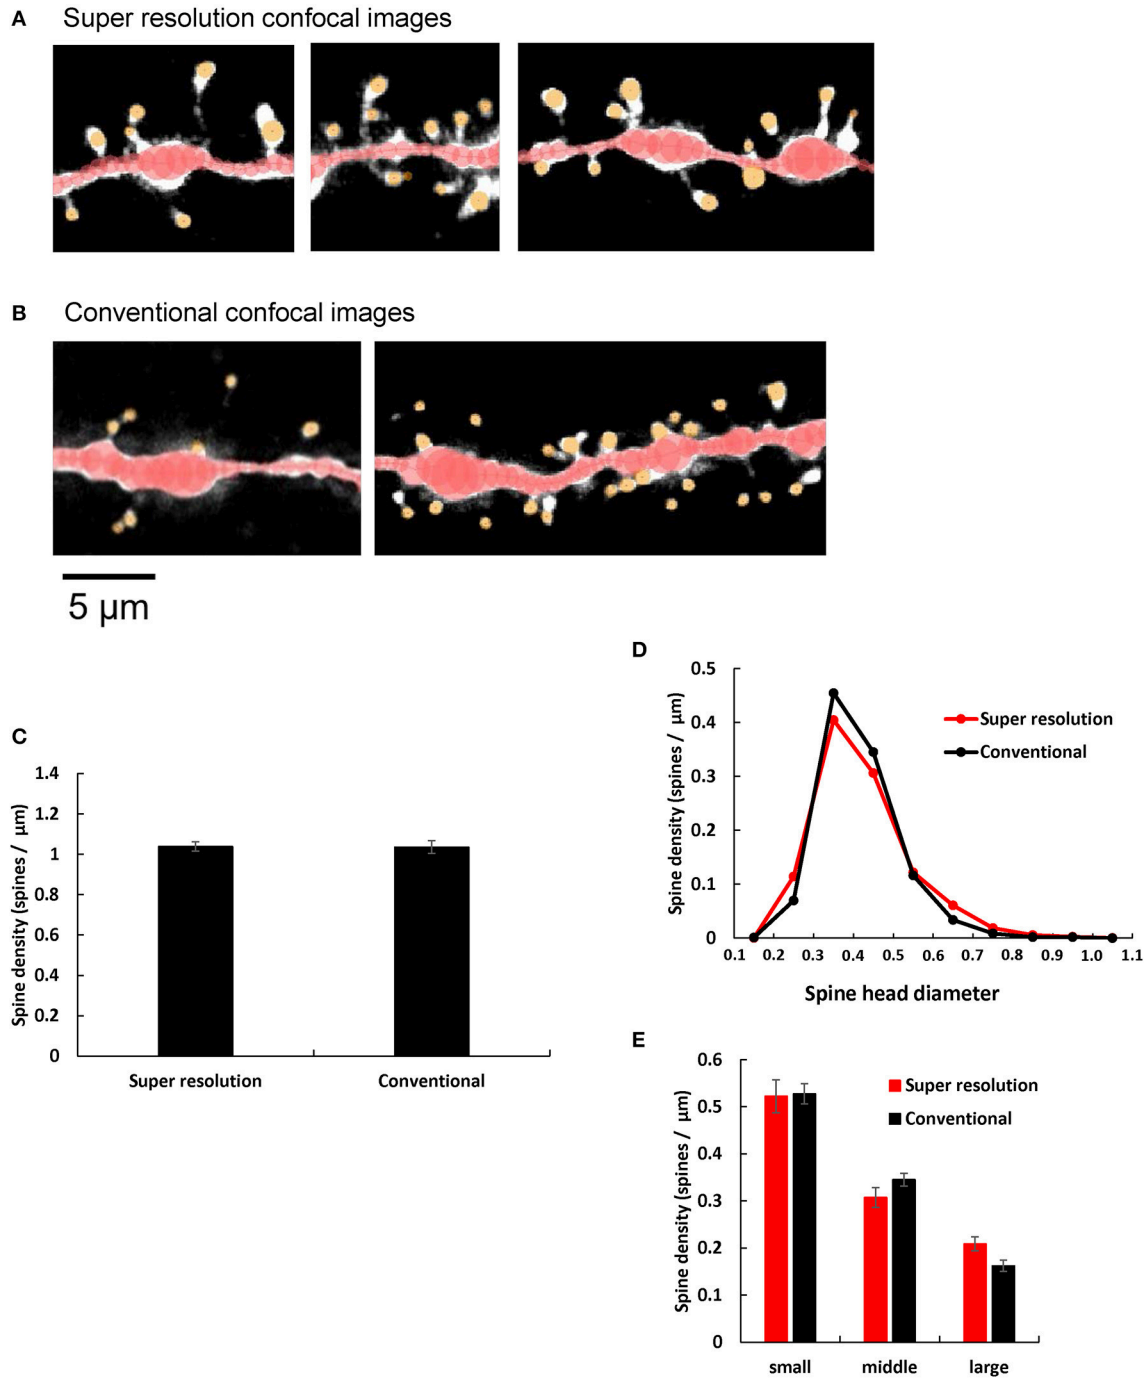 A Super resolution confocal images
B Conventional confocal images
5 µm
C
Spine density (spines / µm)
1.4
1.2
1
0.8
0.6
0.4
0.2
0
Super resolution Conventional
D
Spine density (spines / µm)
0.5
0.4
0.3
0.2
0.1
0
Super resolution
Conventional
0.1 0.2 0.3 0.4 0.5 0.6 0.7 0.8 0.9 1.0 1.1
Spine head diameter
E
Spine density (spines / µm)
0.6
0.5
0.4
0.3
0.2
0.1
0
Super resolution
Conventional
small middle large